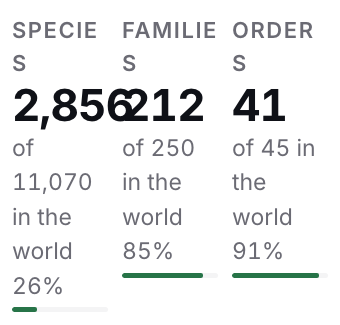 SPECIE
S
2,856
of
11,070
in the
world
26%
FAMILIE
S
212
of 250
in the
world
85%
ORDER
S
41
of 45 in
the
world
91%